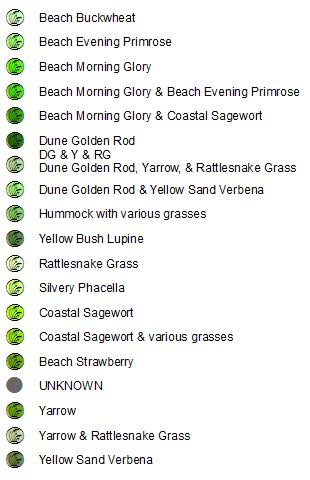 Beach Buckwheat
Beach Evening Primrose
Beach Morning Glory
Beach Morning Glory & Beach Evening Primrose
Beach Morning Glory & Coastal Sagewort
Dune Golden Rod
DG & Y & RG
Dune Golden Rod, Yarrow, & Rattlesnake Grass
Dune Golden Rod & Yellow Sand Verbena
Hummock with various grasses
Yellow Bush Lupine
Rattlesnake Grass
Silvery Phacella
Coastal Sagewort
Coastal Sagewort & various grasses
Beach Strawberry
UNKNOWN
Yarrow
Yarrow & Rattlesnake Grass
Yellow Sand Verbena